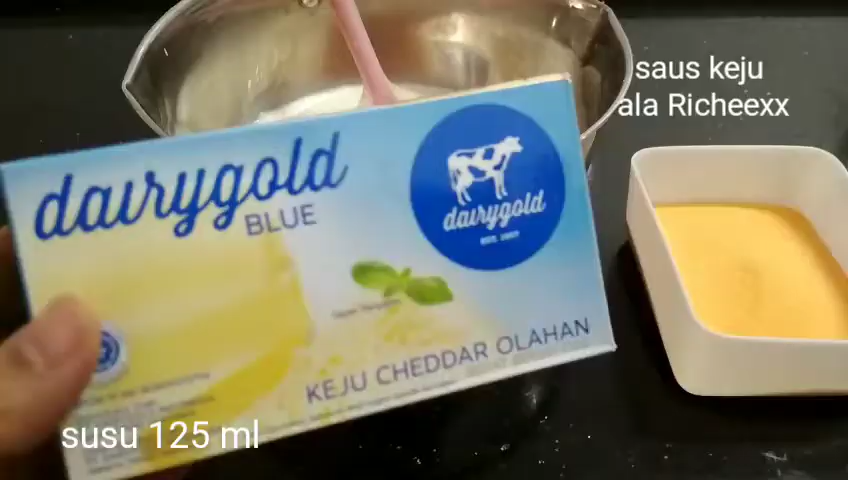 saus keju
ala Richeexx
dairygold
BLUE
dairygold
KEJU CHEDDAR OLAHAN
susu 125 ml